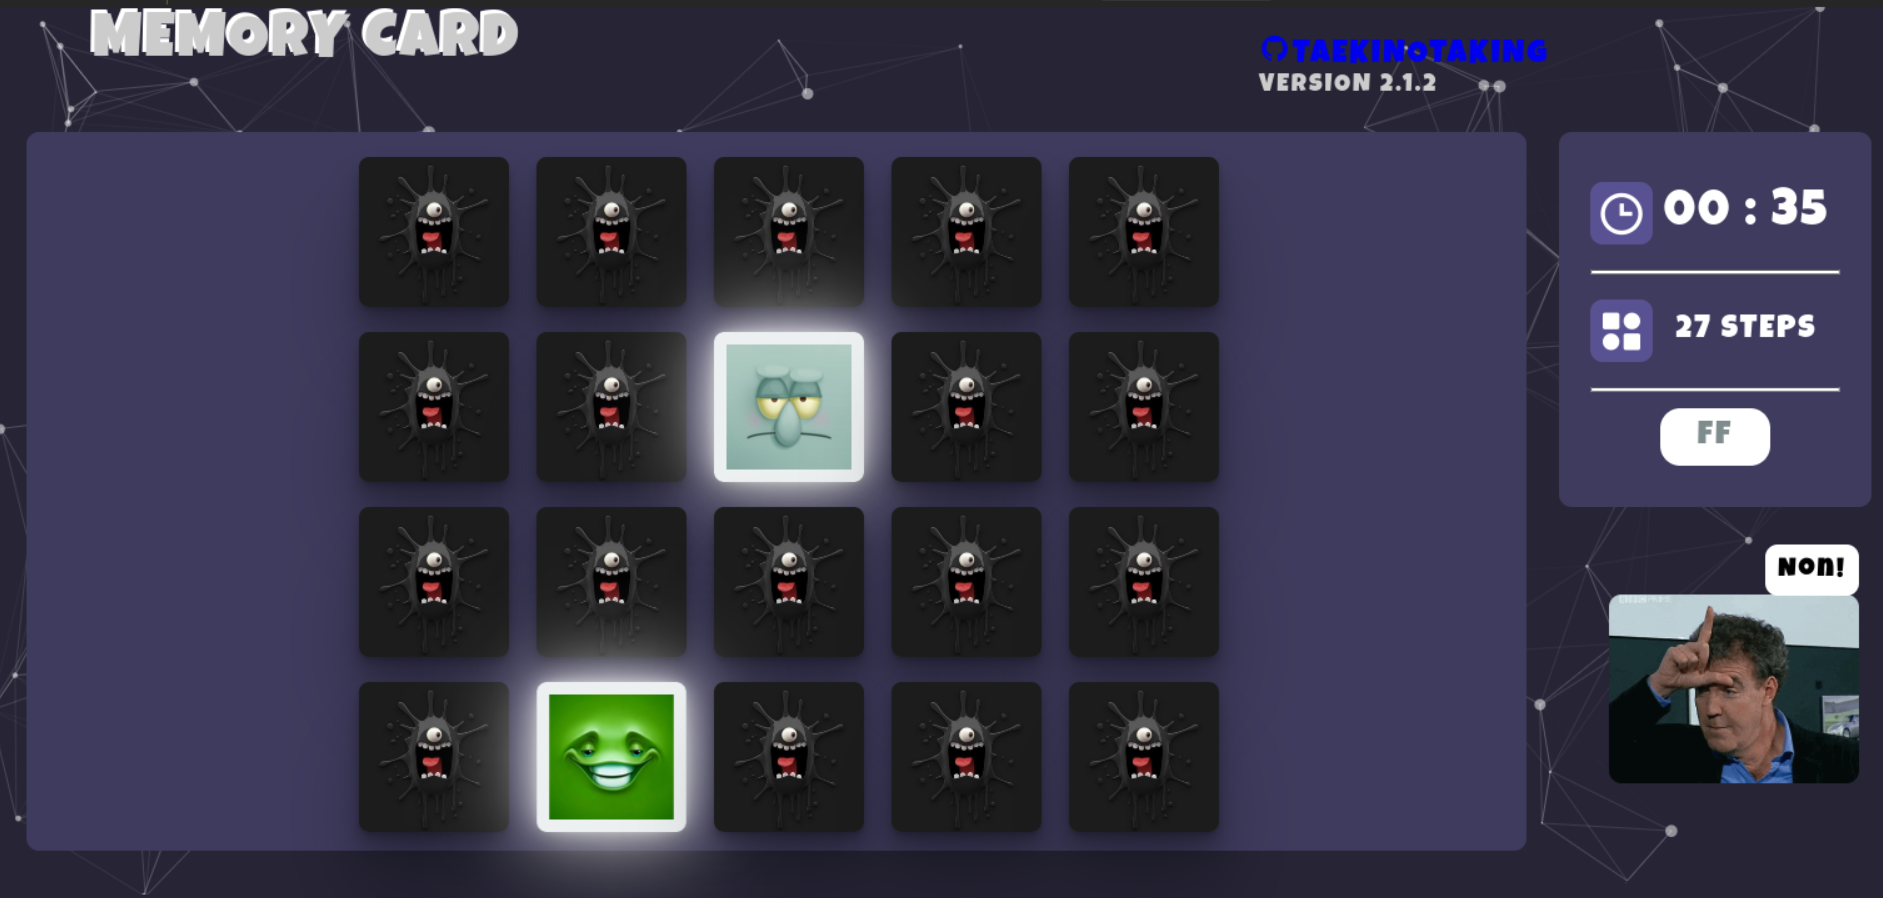 MEMORY CARD
TAEKINOTAKING
VERSION 2.1.2
00 : 35
27 STEPS
FF
Non!